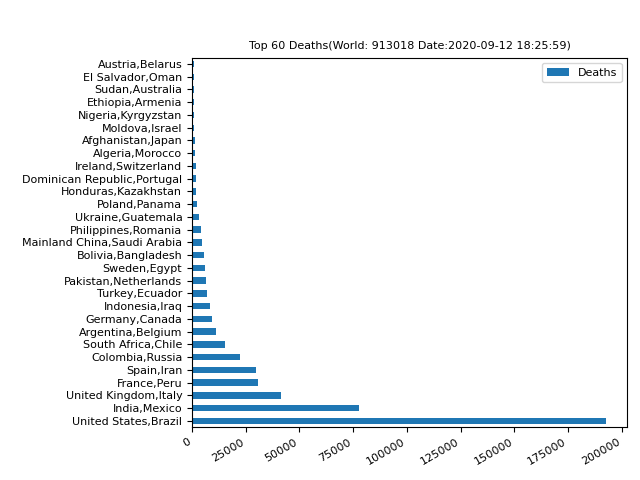 Top 60 Deaths(World: 913018 Date:2020-09-12 18:25:59)
Deaths
Austria,Belarus
El Salvador,Oman
Sudan,Australia
Ethiopia,Armenia
Nigeria,Kyrgyzstan
Moldova,Israel
Afghanistan,Japan
Algeria,Morocco
Ireland,Switzerland
Dominican Republic,Portugal
Honduras,Kazakhstan
Poland,Panama
Ukraine,Guatemala
Philippines,Romania
Mainland China,Saudi Arabia
Bolivia,Bangladesh
Sweden,Egypt
Pakistan,Netherlands
Turkey,Ecuador
Indonesia,Iraq
Germany,Canada
Argentina,Belgium
South Africa,Chile
Colombia,Russia
Spain,Iran
France,Peru
United Kingdom,Italy
India,Mexico
United States,Brazil
0 25000 50000 75000 100000 125000 150000 175000 200000